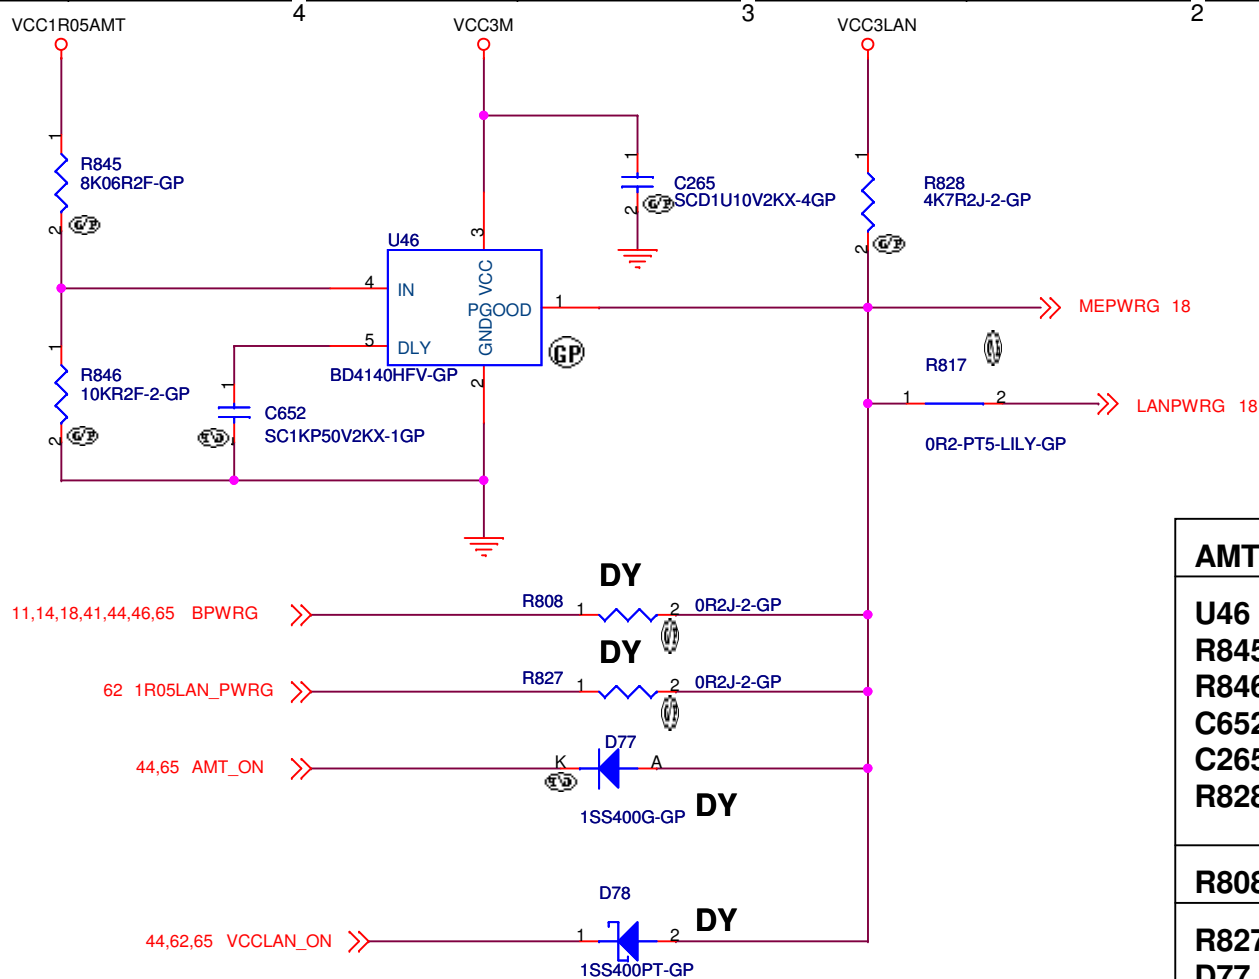 4
3
2
VCC1R05AMT
VCC3M
VCC3LAN
1
R845
8K06R2F-GP
2
G/P
1
C265
SCD1U10V2KX-4GP
2
G/P
1
R828
4K7R2J-2-GP
2
G/P
U46
3
4
IN
VCC
PGOOD
1
MEPWRG 18
5
DLY
GND
GP
BD4140HFV-GP
2
1
R846
10KR2F-2-GP
2
G/P
1
C652
SC1KP50V2KX-1GP
R817
1
2
LANPWRG 18
0R2-PT5-LILY-GP
DY
11,14,18,41,44,46,65 BPWRG
R808
1
2
0R2J-2-GP
DY
62 1R05LAN_PWRG
R827
1
2
0R2J-2-GP
D77
44,65 AMT_ON
K
A
1SS400G-GP
DY
D78
DY
44,62,65 VCCLAN_ON
1
2
1SS400PT-GP
AMT
U46
R845
R846
C652
C265
R828
R808
R827
D77